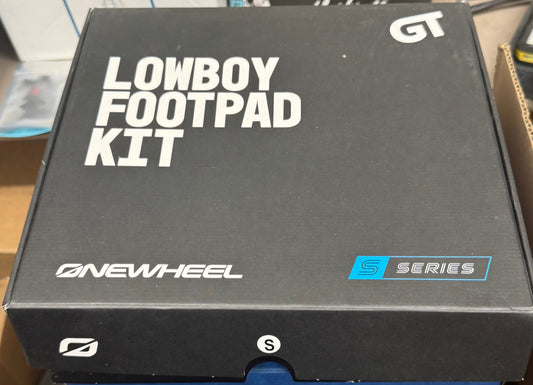 GT
LOWBOY
FOOTPAD
KIT
ONEWHEEL
S SERIES
S